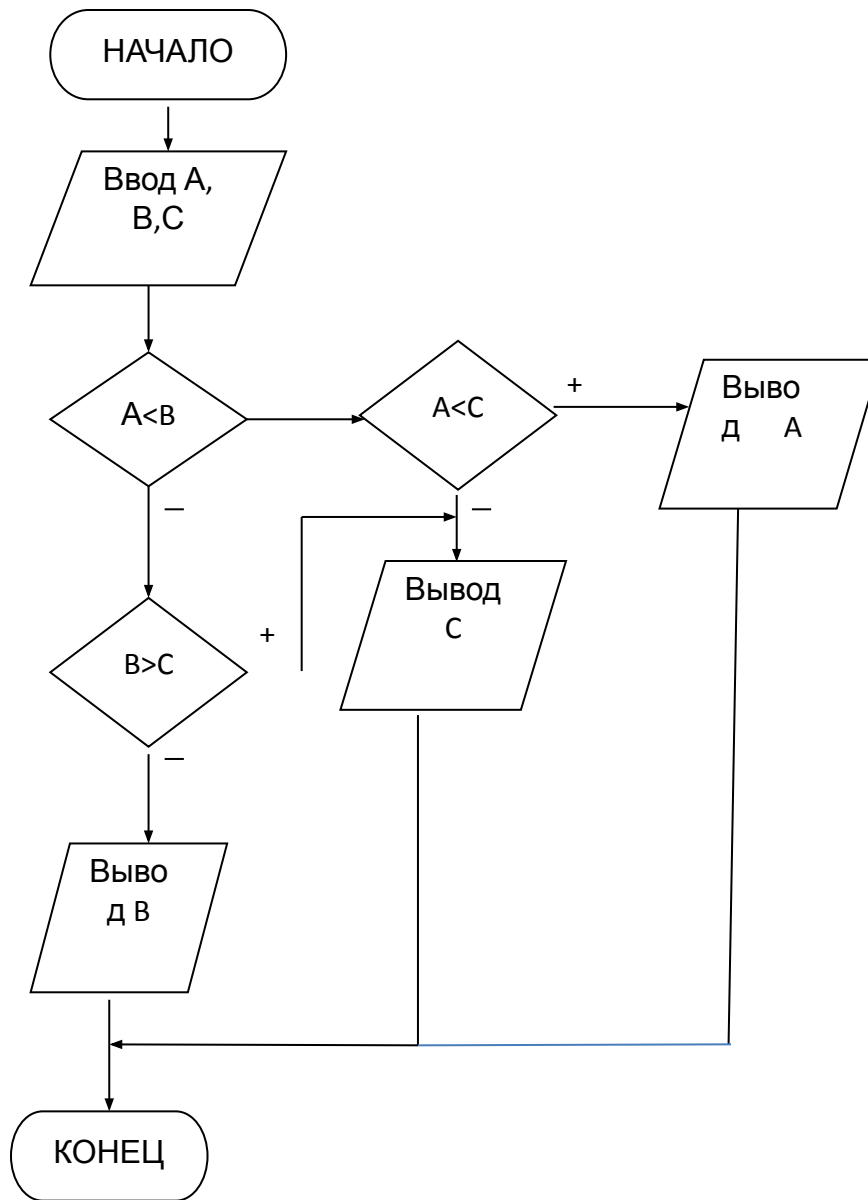 НАЧАЛО
Ввод А,
В,С
A<B
A<C
+
Выво
д А
—
—
Вывод
С
+
B>C
—
Выво
д В
КОНЕЦ